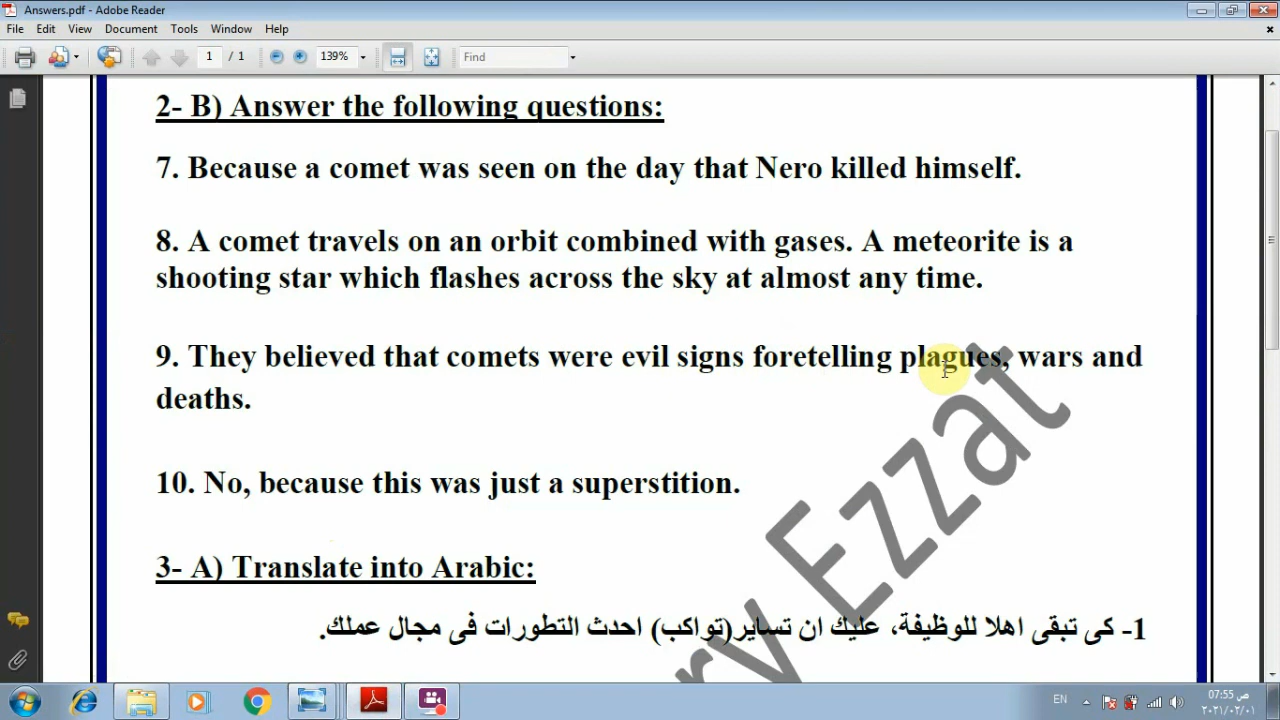 Answers.pdf - Adobe Reader
File Edit View Document Tools Window Help
1 / 1 139% Find
2- B) Answer the following questions:
7. Because a comet was seen on the day that Nero killed himself.
8. A comet travels on an orbit combined with gases. A meteorite is a
shooting star which flashes across the sky at almost any time.
9. They believed that comets were evil signs foretelling plagues, wars and
deaths.
10. No, because this was just a superstition.
3- A) Translate into Arabic:
1- كى تبقى اهلا للوظيفة، عليك ان تساير(تواكب) احدث التطورات فى مجال عملك.
ry Ezzat
EN
07:55 ص
٢٠٢١/٠٢/٠١